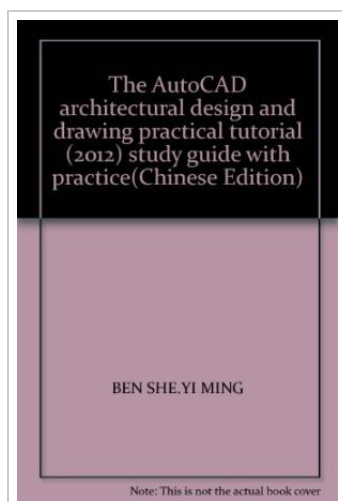 The AutoCAD
architectural design and
drawing practical tutorial
(2012) study guide with
practice(Chinese Edition)
BEN SHE.YI MING
Note: This is not the actual book cover